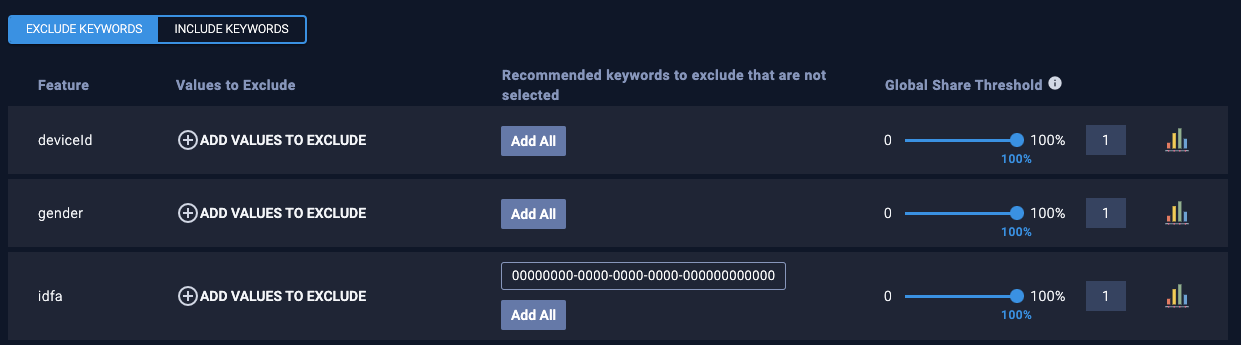 EXCLUDE KEYWORDS INCLUDE KEYWORDS
Feature Values to Exclude Recommended keywords to exclude that are not selected Global Share Threshold i
deviceId ADD VALUES TO EXCLUDE Add All 0 100% 1
100%
gender ADD VALUES TO EXCLUDE Add All 0 100% 1
100%
00000000-0000-0000-0000-000000000000
idfa ADD VALUES TO EXCLUDE 0 100% 1
Add All 100%